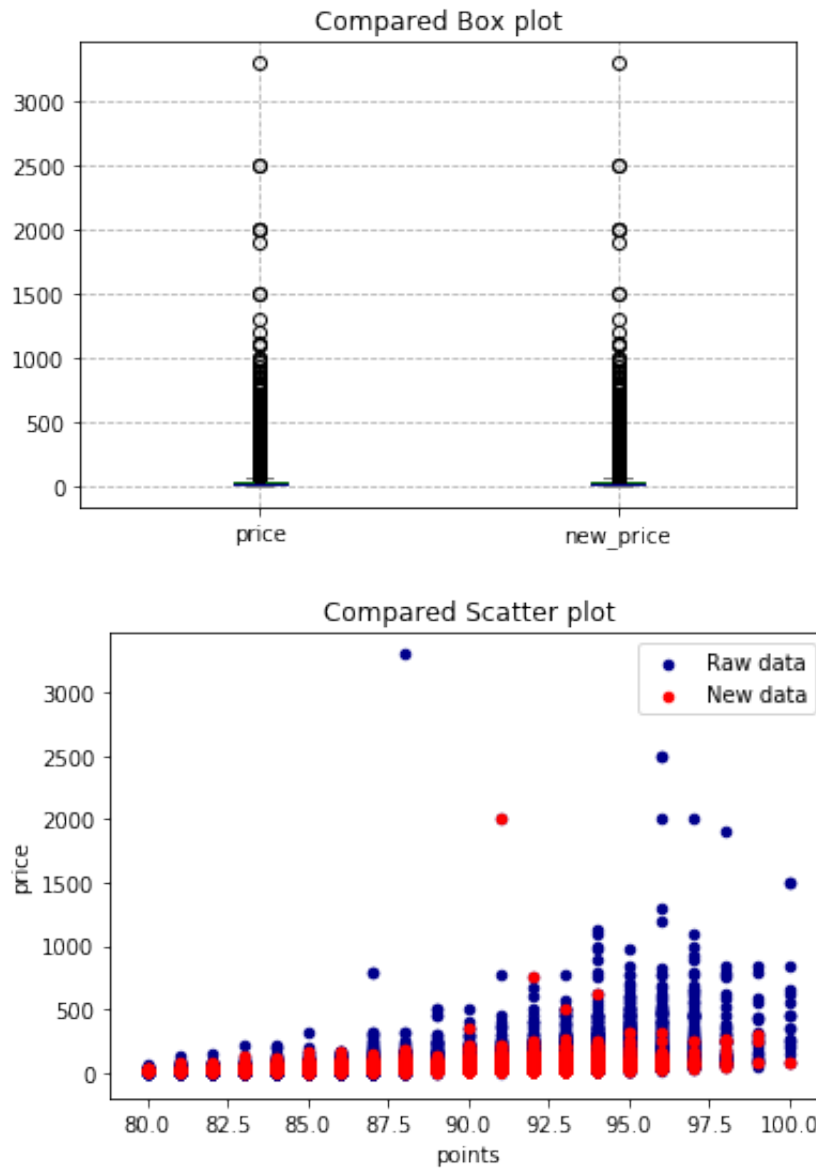 Compared Box plot
3000
2500
2000
1500
1000
500
0
price new_price
Compared Scatter plot
Raw data
New data
3000
2500
2000
1500
1000
500
0
price
80.0 82.5 85.0 87.5 90.0 92.5 95.0 97.5 100.0
points